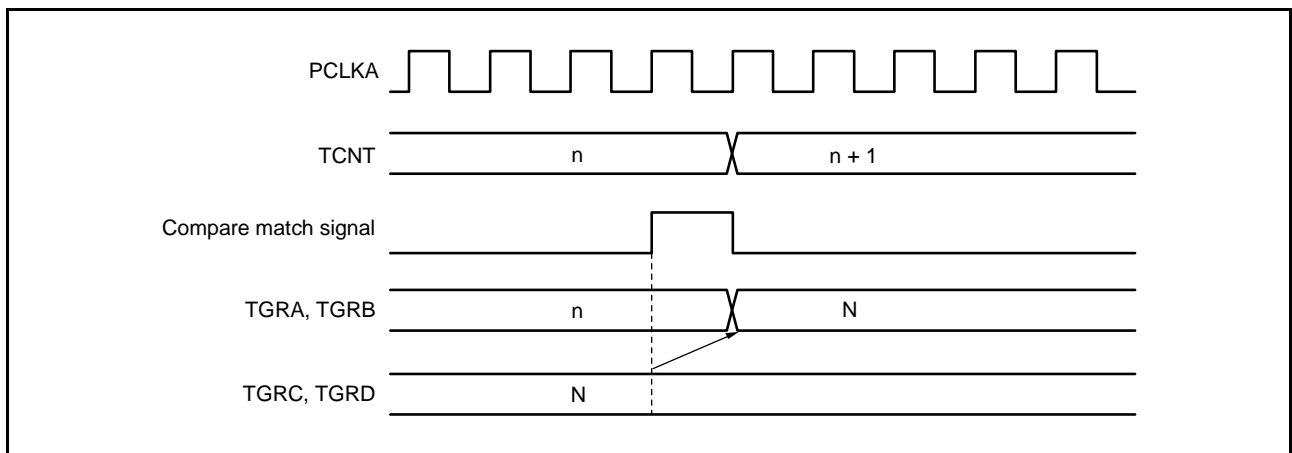 PCLKA
TCNT n n + 1
Compare match signal
TGRA, TGRB n N
TGRC, TGRD N